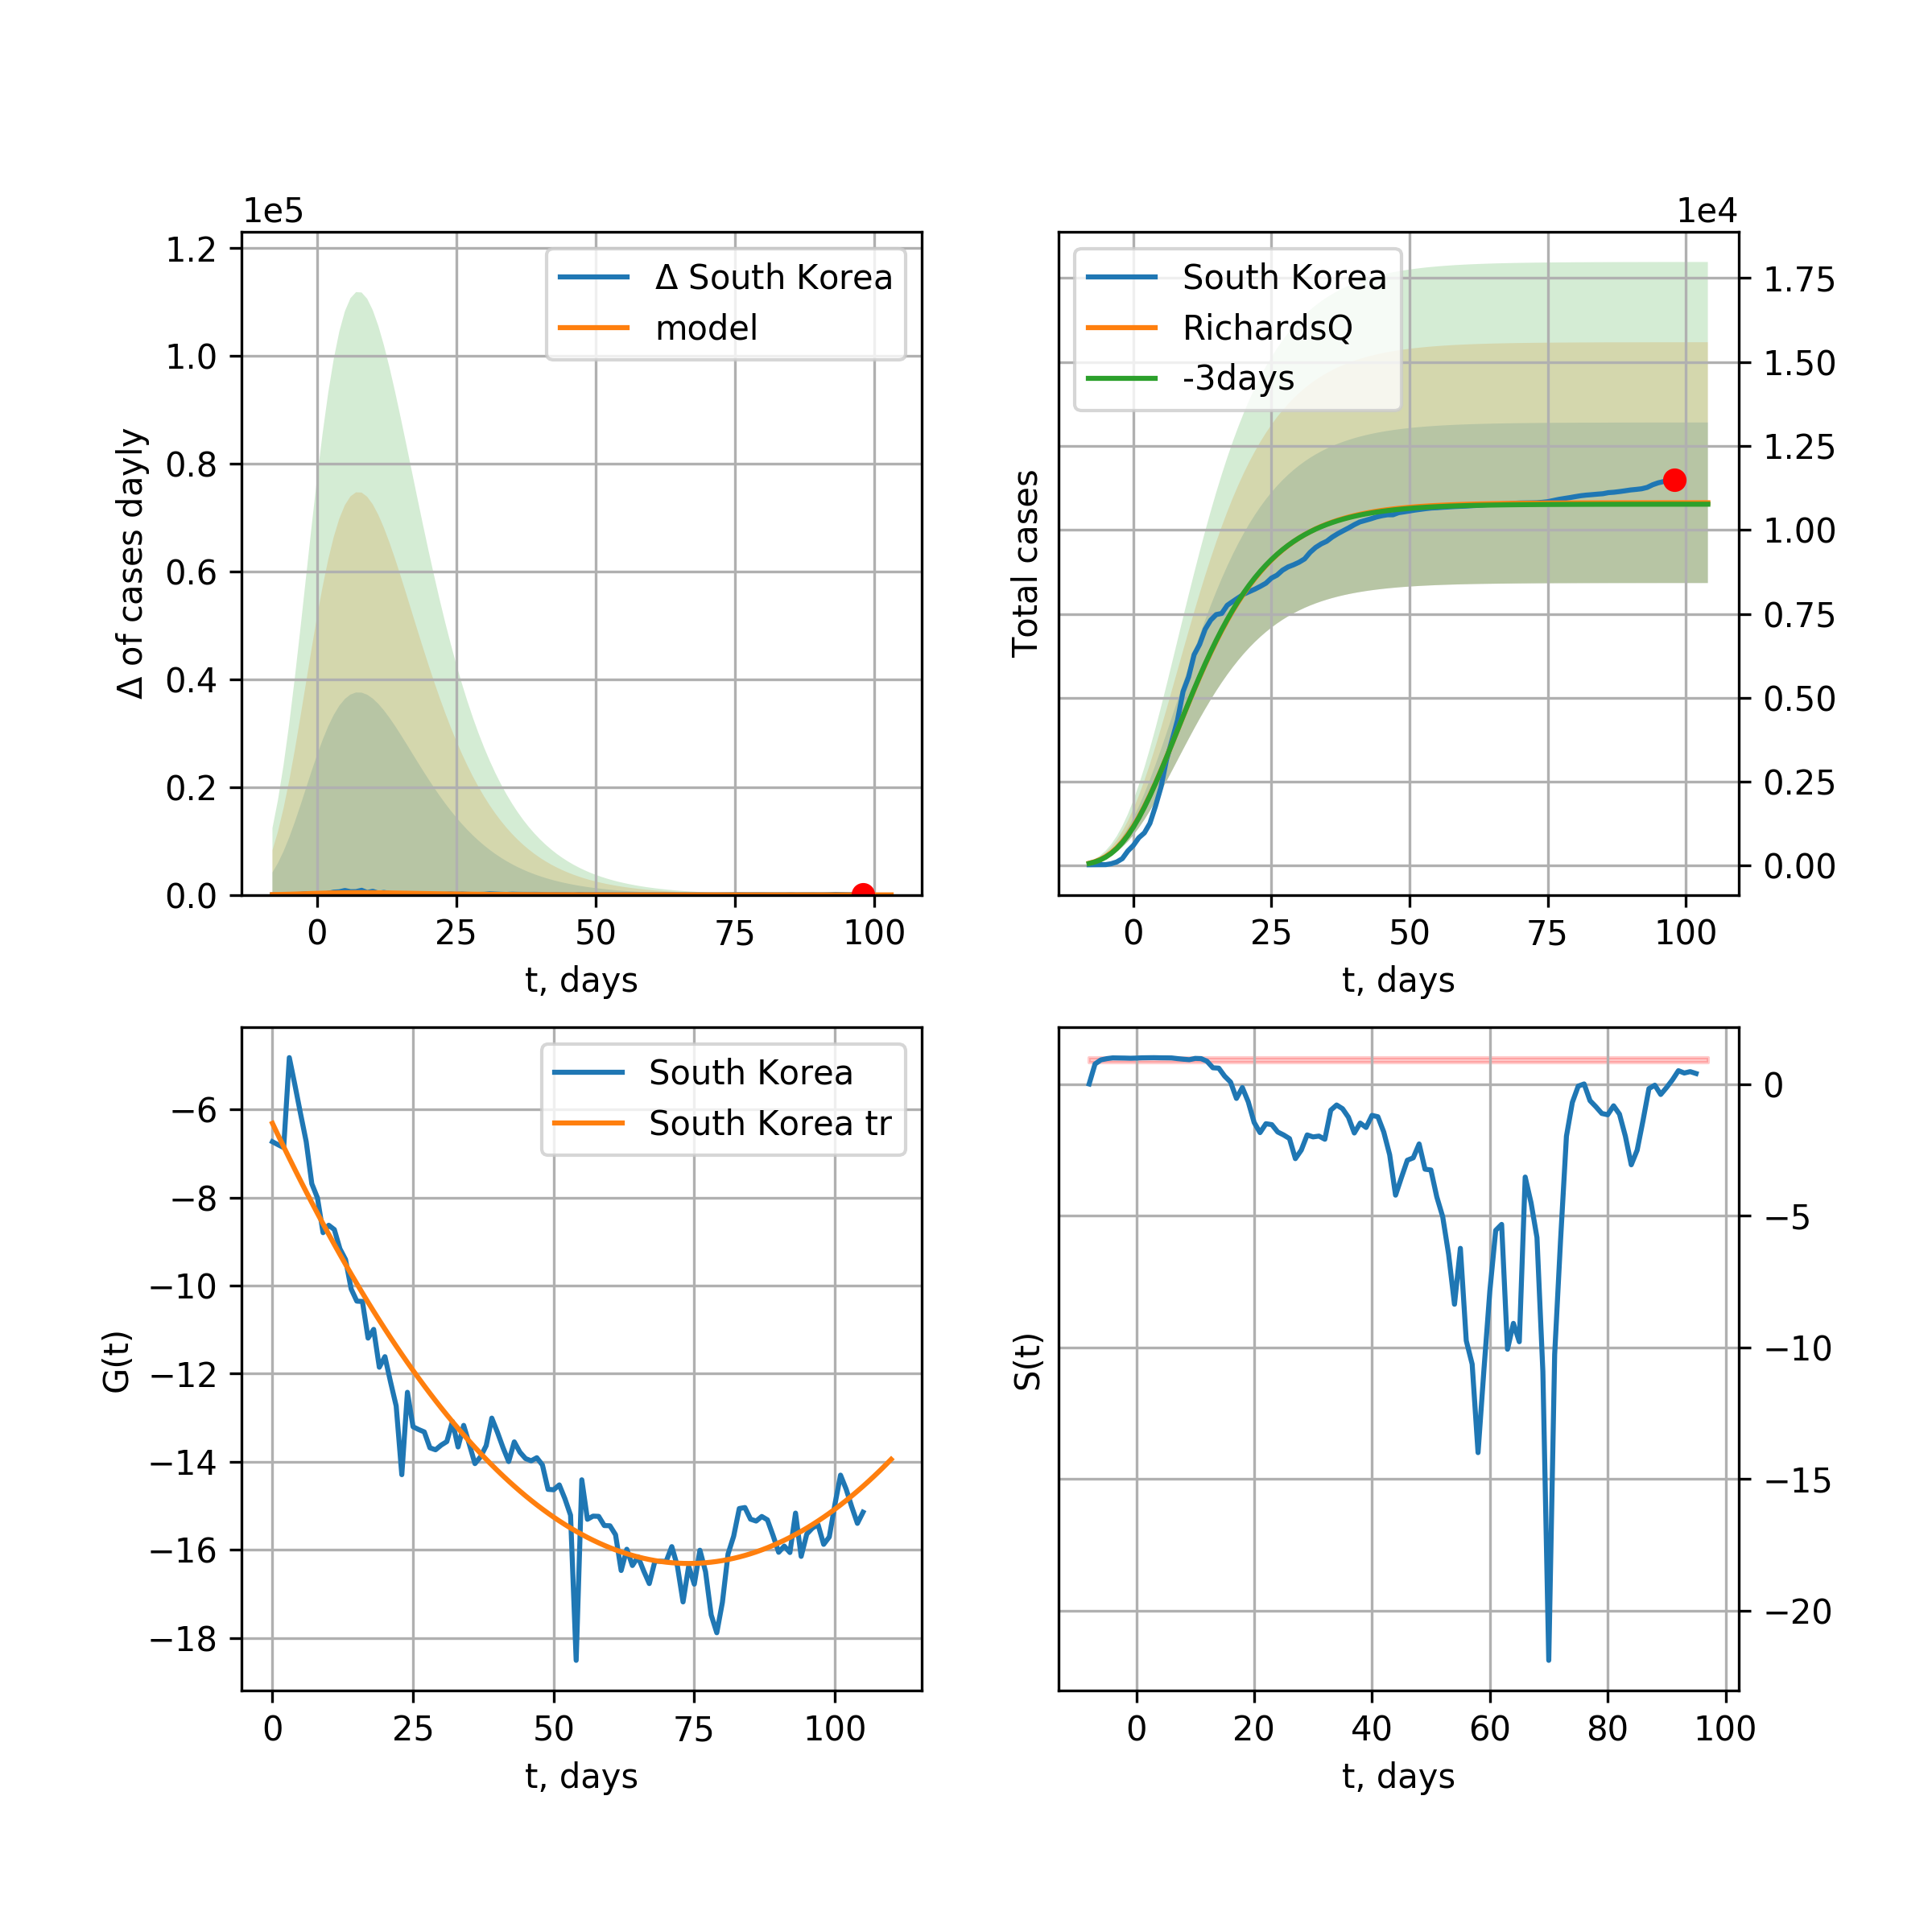 1e5
1.2
1.0
0.8
0.6
0.4
0.2
0.0
Δ of cases dayly
Δ South Korea
model
0 25 50 75 100
t, days
1e4
South Korea
RichardsQ
-3days
Total cases
1.75
1.50
1.25
1.00
0.75
0.50
0.25
0.00
0 25 50 75 100
t, days
−6
−8
−10
−12
−14
−16
−18
G(t)
South Korea
South Korea tr
0 25 50 75 100
t, days
S(t)
0
−5
−10
−15
−20
0 20 40 60 80 100
t, days